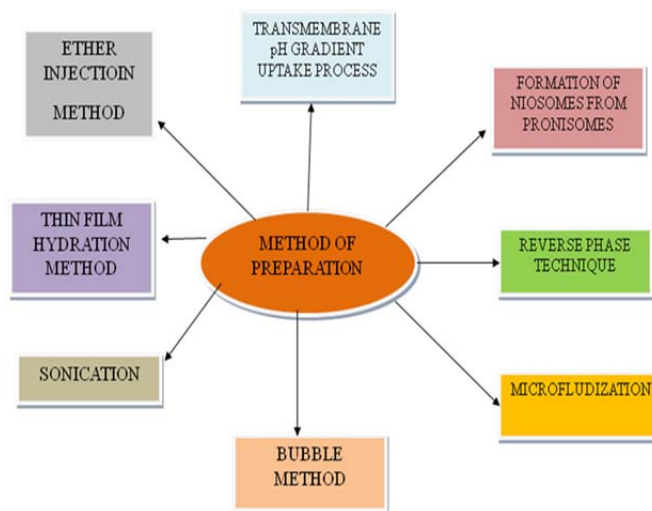 ETHER
INJECTIOIN
METHOD
TRANSMEMBRANE
pH GRADIENT
UPTAKE PROCESS
FORMATION OF
NIOSOMES FROM
PRONISOMES
THIN FILM
HYDRATION
METHOD
METHOD OF
PREPARATION
REVERSE PHASE
TECHNIQUE
SONICATION
MICROFLUDIZATION
BUBBLE
METHOD